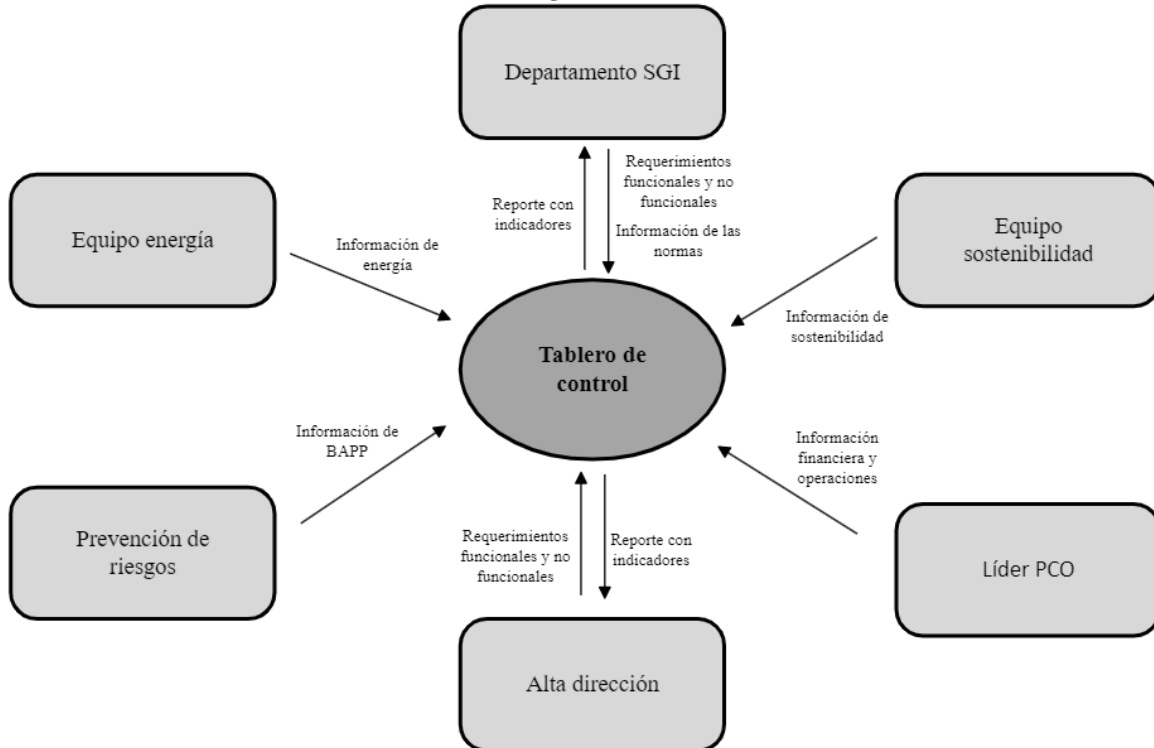 Departamento SGI
Requerimientos
funcionales y no
funcionales
Reporte con
indicadores
Información de las
normas
Equipo energía
Equipo
sostenibilidad
Información de
energía
Información de
sostenibilidad
Tablero de
control
Información de
BAPP
Información
financiera y
operaciones
Prevención de
riesgos
Requerimientos
funcionales y no
funcionales
Reporte con
indicadores
Líder PCO
Alta dirección